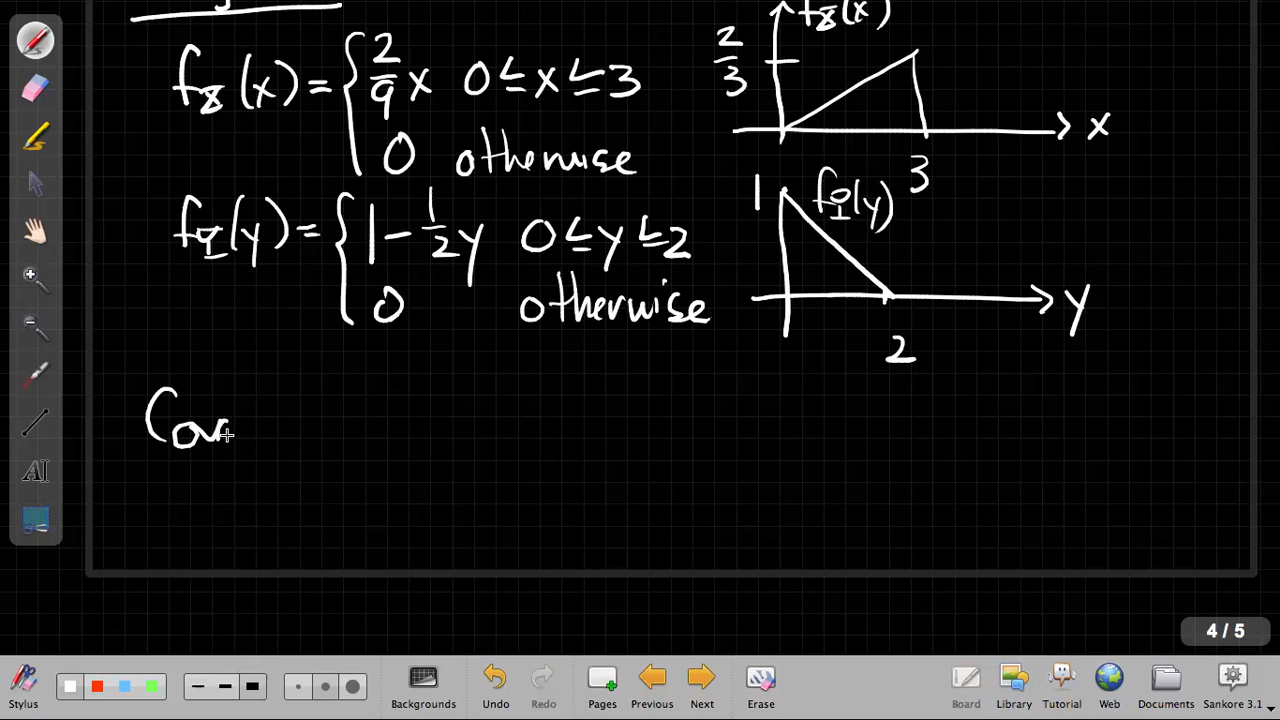 f_X(x)
f_X(x) = { 2/9 x 0 ≤ x ≤ 3
0 otherwise
2/3
x
3
f_Y(y) = { 1 - 1/2 y 0 ≤ y ≤ 2
0 otherwise
1
f_Y(y)
y
2
Cov
4 / 5
Stylus
Backgrounds
Undo
Redo
Pages
Previous
Next
Erase
Board
Library
Tutorial
Web
Documents
Sankore 3.1